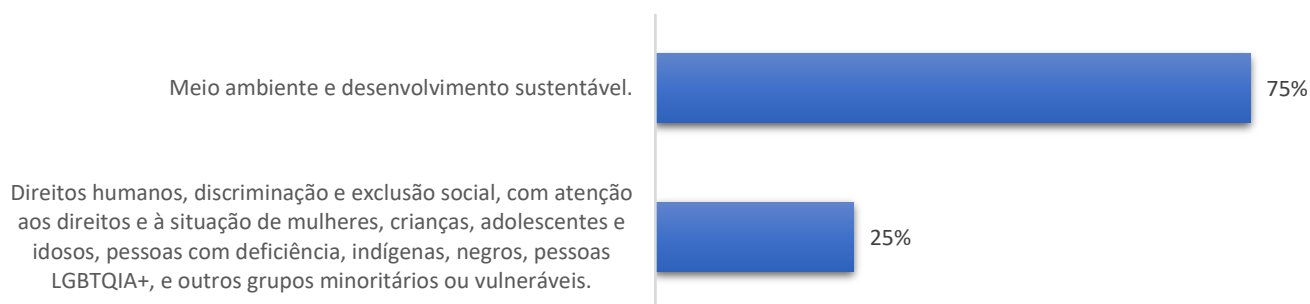 Meio ambiente e desenvolvimento sustentável.
75%
Direitos humanos, discriminação e exclusão social, com atenção
aos direitos e à situação de mulheres, crianças, adolescentes e
idosos, pessoas com deficiência, indígenas, negros, pessoas
LGBTQIA+, e outros grupos minoritários ou vulneráveis.
25%